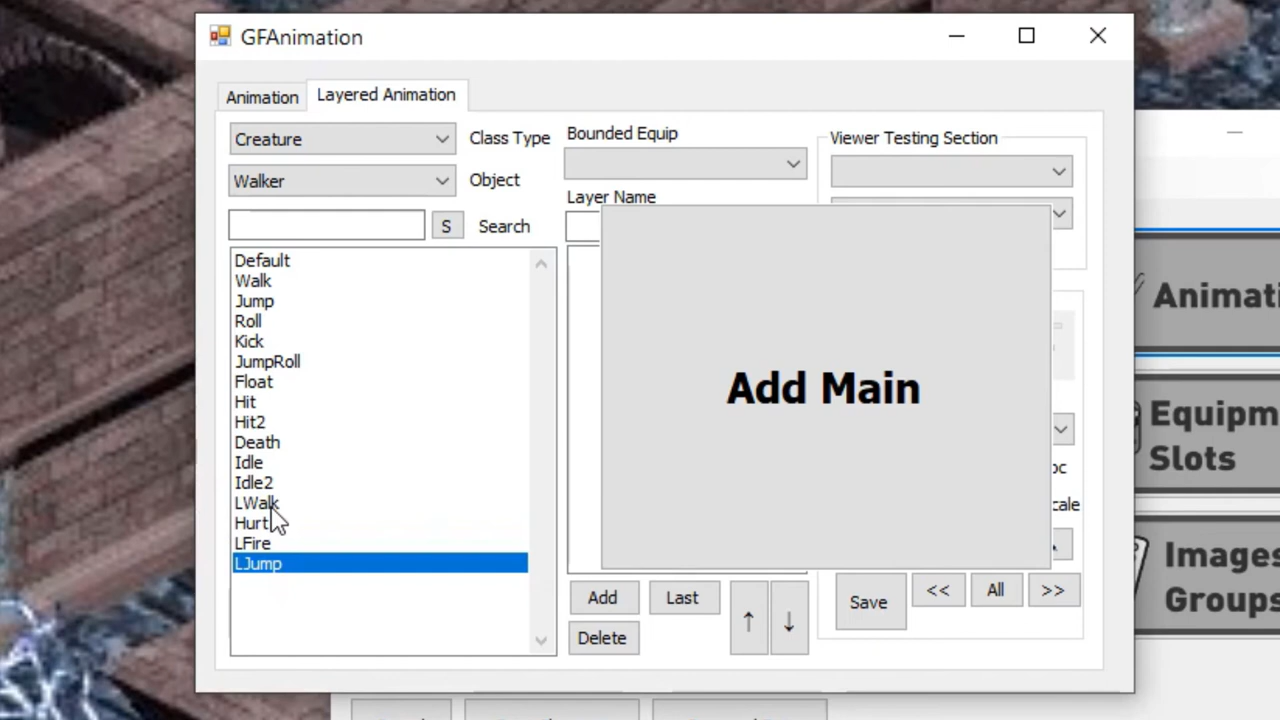 GFAnimation
Animation
Layered Animation
Creature
Class Type
Bounded Equip
Viewer Testing Section
Walker
Object
Layer Name
S
Search
Default
Walk
Jump
Roll
Kick
JumpRoll
Float
Hit
Hit2
Death
Idle
Idle2
LWalk
Hurt
LFire
LJump
Add Main
Add
Last
Delete
↑
↓
Save
<<
All
>>
Animati
Equipm
Slots
Images
Groups